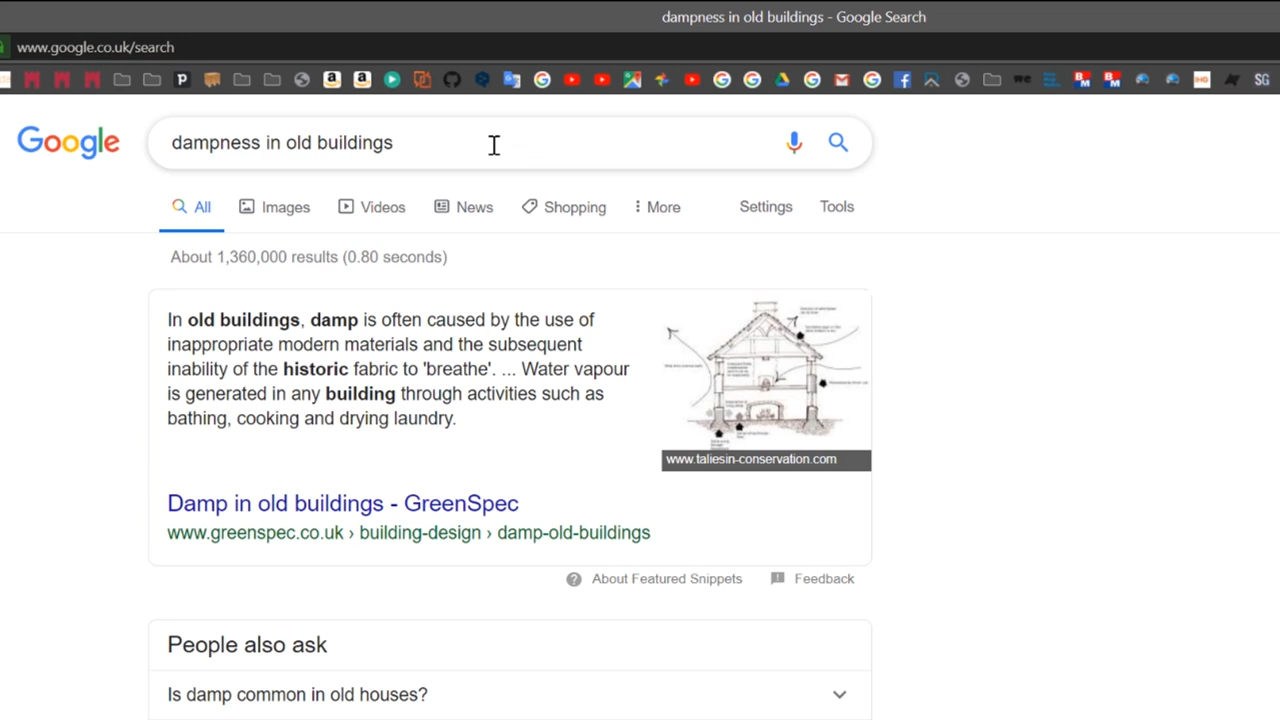 dampness in old buildings - Google Search
www.google.co.uk/search
Google
dampness in old buildings
All
Images
Videos
News
Shopping
More
Settings
Tools
About 1,360,000 results (0.80 seconds)
In old buildings, damp is often caused by the use of
inappropriate modern materials and the subsequent
inability of the historic fabric to 'breathe'. ... Water vapour
is generated in any building through activities such as
bathing, cooking and drying laundry.
www.taliesin-conservation.com
Damp in old buildings - GreenSpec
www.greenspec.co.uk › building-design › damp-old-buildings
About Featured Snippets
Feedback
People also ask
Is damp common in old houses?